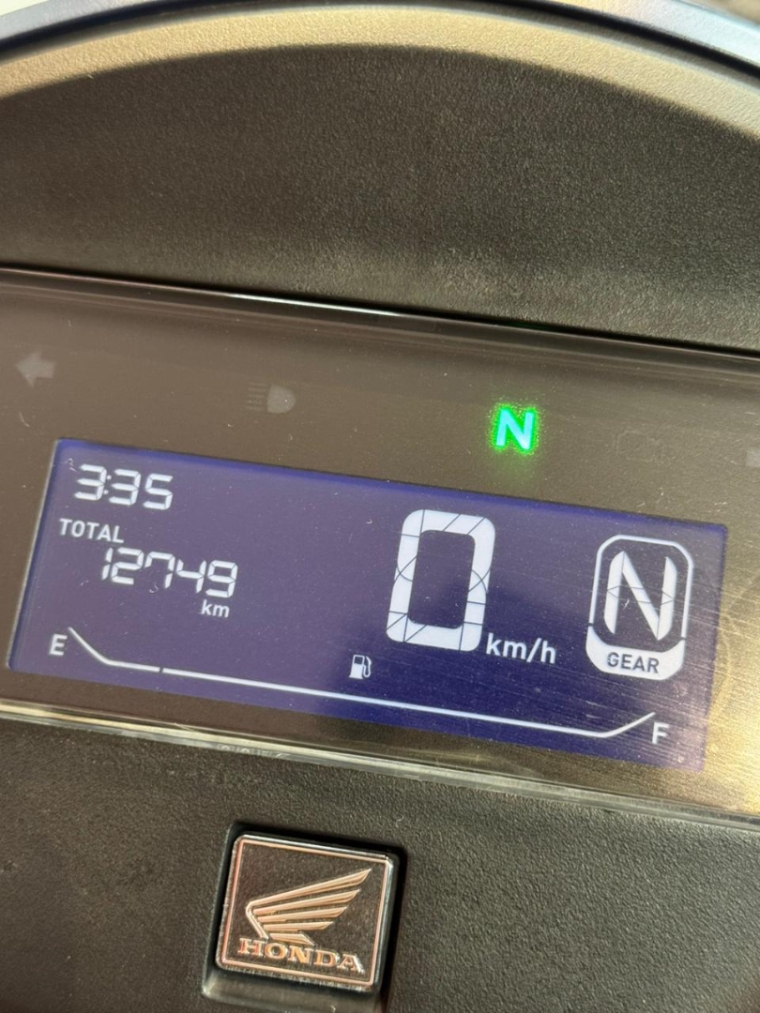 N
3:35
TOTAL
12749
km
0 km/h
N
GEAR
E
F
HONDA